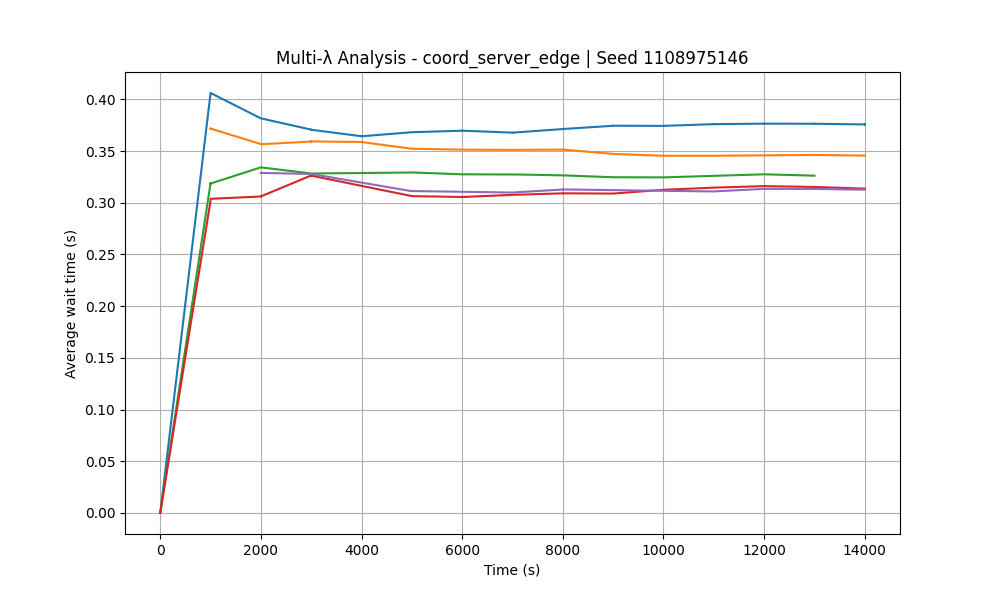 Multi-λ Analysis - coord_server_edge | Seed 1108975146
0.40
0.35
0.30
0.25
0.20
0.15
0.10
0.05
0.00
Average wait time (s)
0 2000 4000 6000 8000 10000 12000 14000
Time (s)